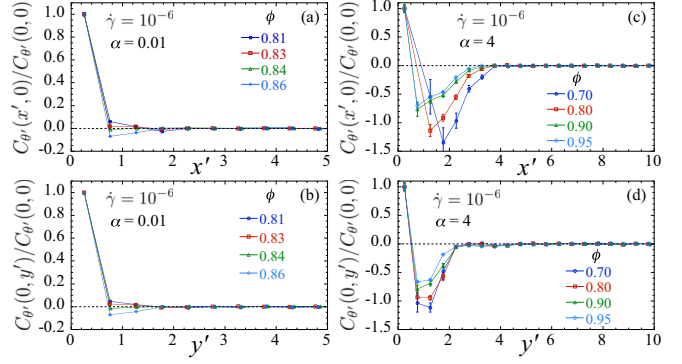 (a)
γ̇ = 10⁻⁶
α = 0.01
ϕ
0.81
0.83
0.84
0.86
C_θ′(x′, 0)/C_θ′(0, 0)
1.0
0.8
0.6
0.4
0.2
0.0
-0.2
0 1 2 3 4 5
x′
(c)
γ̇ = 10⁻⁶
α = 4
ϕ
0.70
0.80
0.90
0.95
C_θ′(x′, 0)/C_θ′(0, 0)
1.0
0.5
0.0
-0.5
-1.0
-1.5
0 2 4 6 8 10
x′
(b)
γ̇ = 10⁻⁶
α = 0.01
ϕ
0.81
0.83
0.84
0.86
C_θ′(0, y′)/C_θ′(0, 0)
1.0
0.8
0.6
0.4
0.2
0.0
-0.2
0 1 2 3 4 5
y′
(d)
γ̇ = 10⁻⁶
α = 4
ϕ
0.70
0.80
0.90
0.95
C_θ′(0, y′)/C_θ′(0, 0)
1.0
0.5
0.0
-0.5
-1.0
-1.5
0 2 4 6 8 10
y′